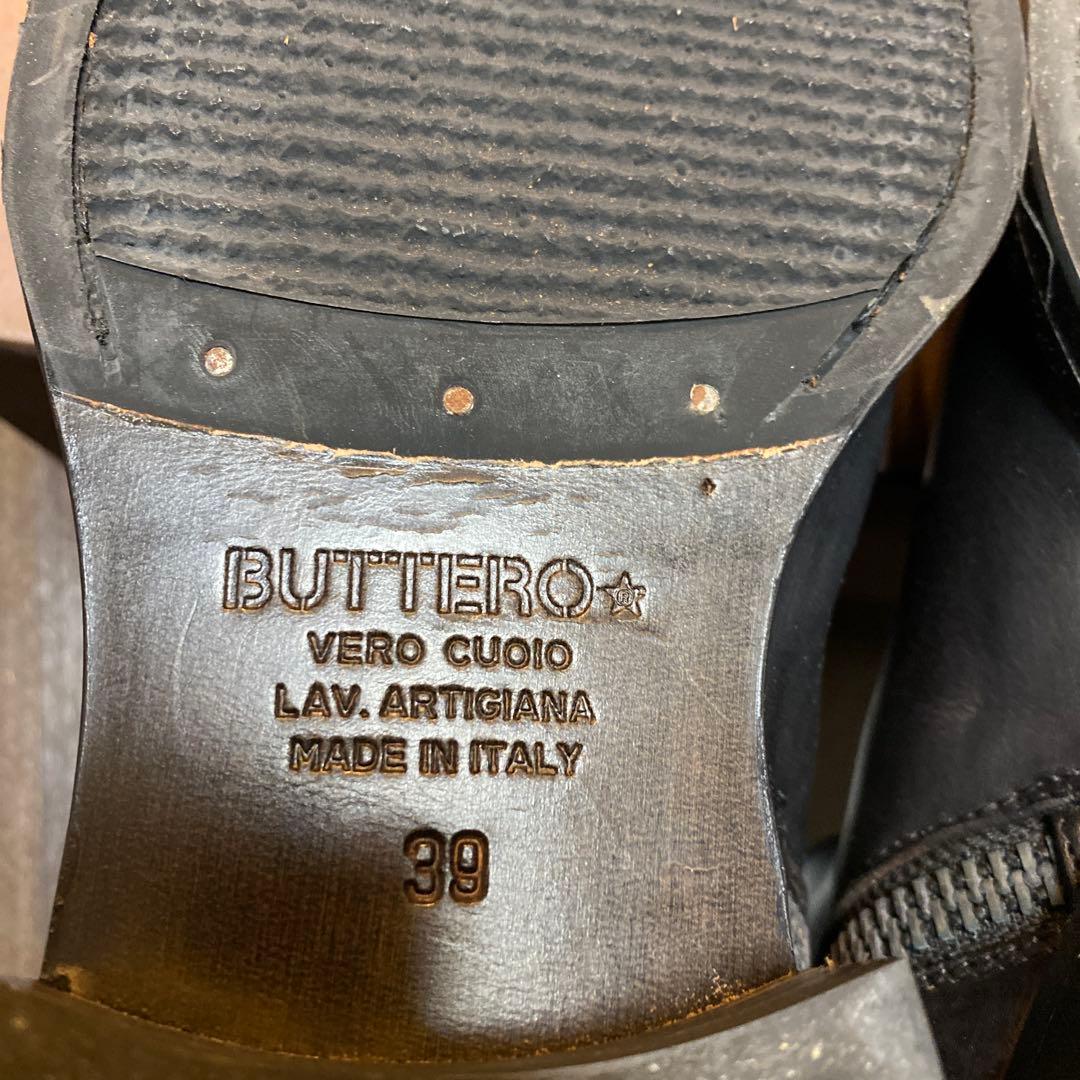 BUTTERO ®
VERO CUOIO
LAV. ARTIGIANA
MADE IN ITALY
39